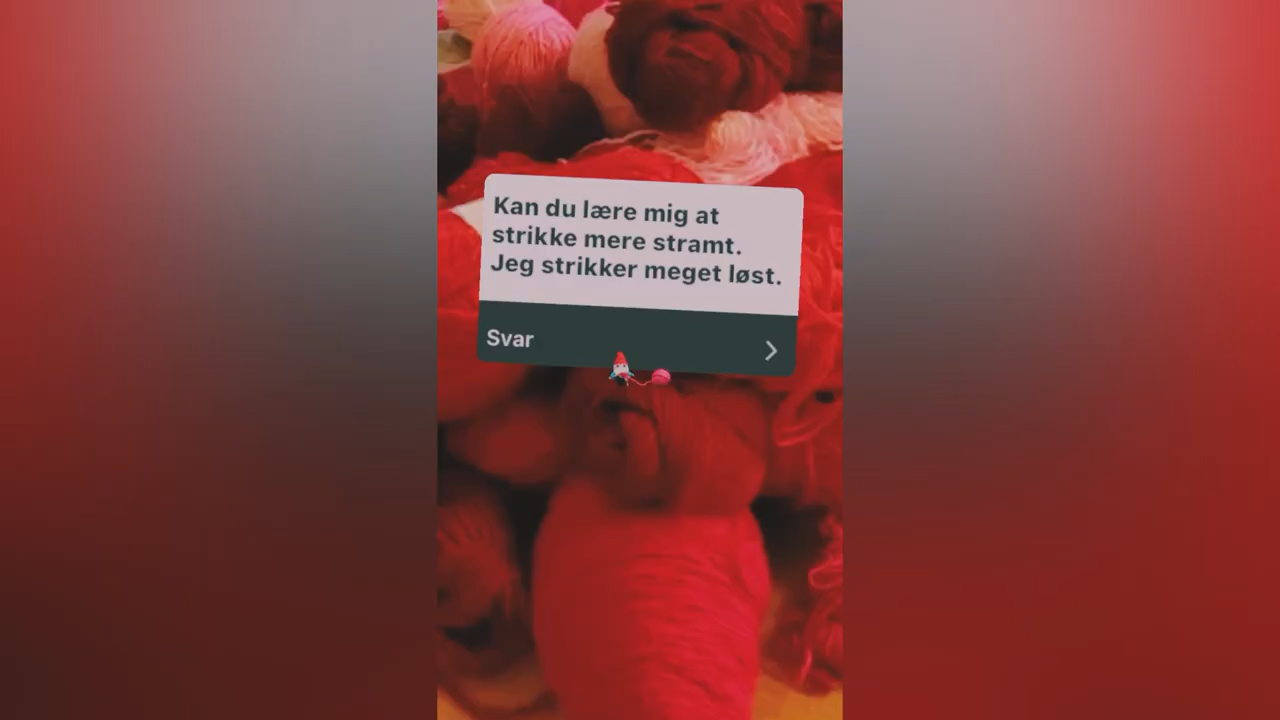 Kan du lære mig at
strikke mere stramt.
Jeg strikker meget løst.
Svar